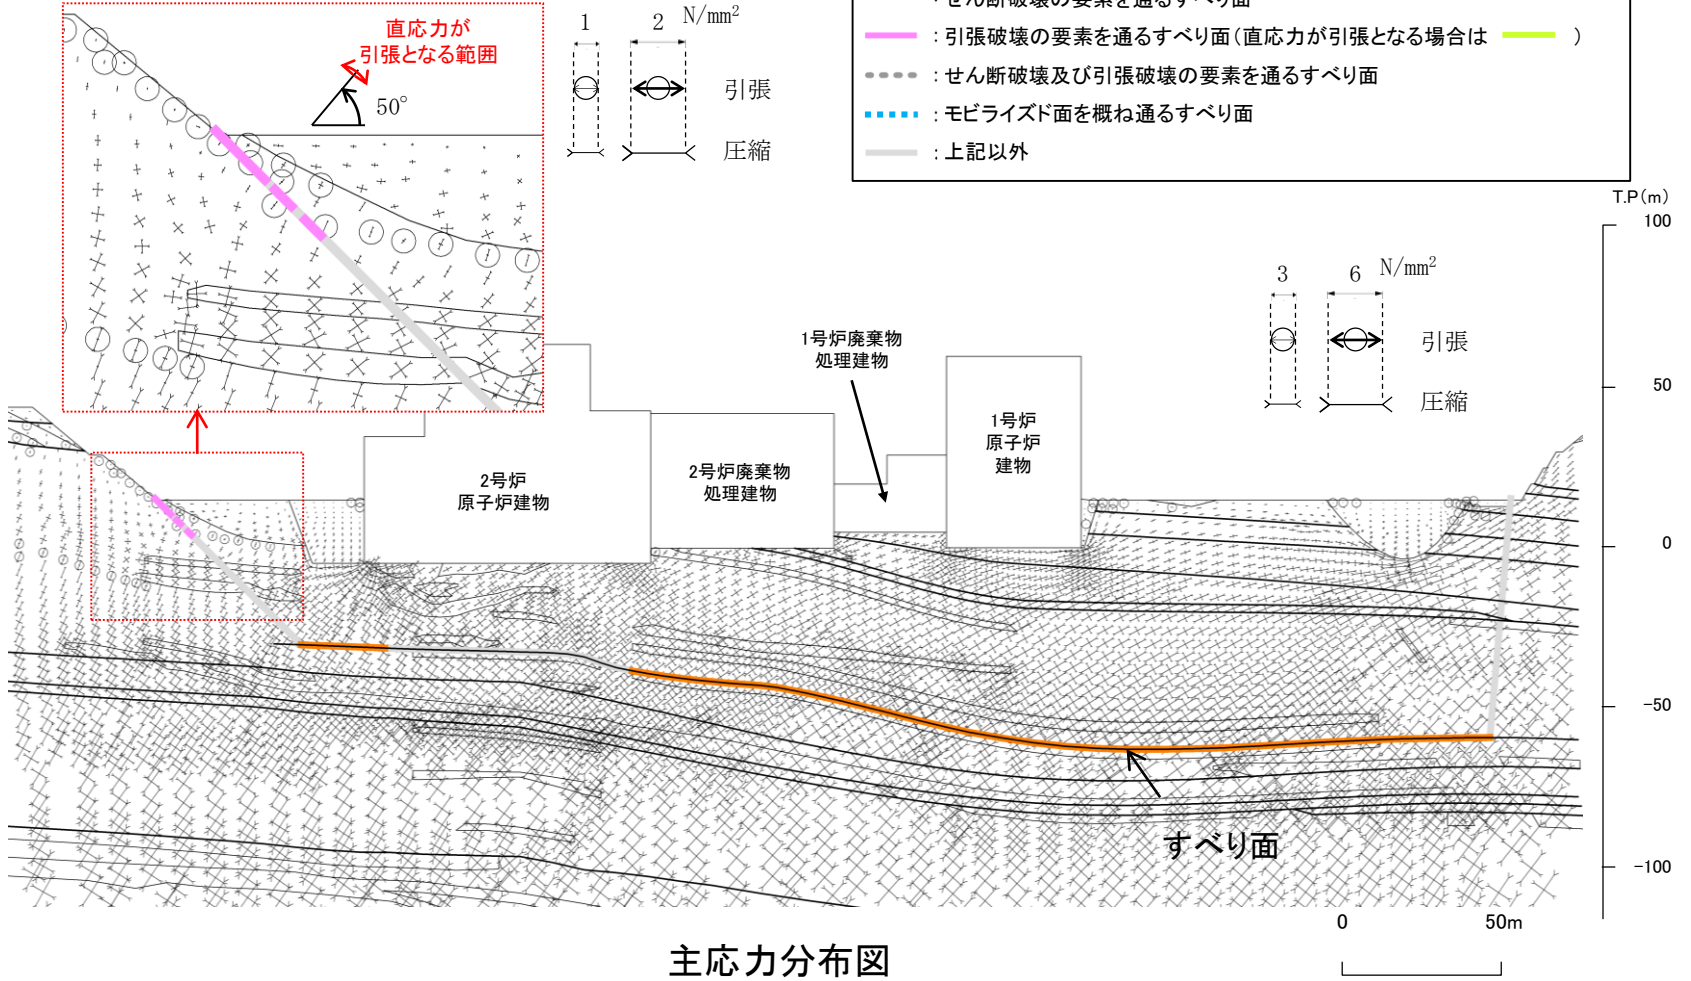 ：せん断破壊の要素を通るすべり面
：引張破壊の要素を通るすべり面（直応力が引張となる場合は　）
：せん断破壊及び引張破壊の要素を通るすべり面
：モビライズド面を概ね通るすべり面
：上記以外
直応力が
引張となる範囲
50°
1 2 N/mm²
引張
圧縮
T.P（m）
100
50
0
-50
-100
3 6 N/mm²
引張
圧縮
1号炉廃棄物
処理建物
1号炉
原子炉
建物
2号炉
原子炉建物
2号炉廃棄物
処理建物
すべり面
0 50m
主応力分布図